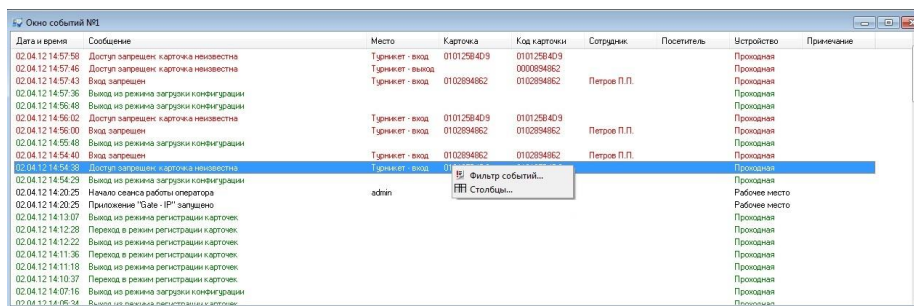 Окно событий №1
Дата и время Сообщение Место Карточка Код карточки Сотрудник Посетитель Устройство Примечание
02.04.12 14:57:58 Доступ запрещен: карточка неизвестна Турникет - вход 010125B4D9 010125B4D9 Проходная
02.04.12 14:57:46 Доступ запрещен: карточка неизвестна Турникет - выход 0000894862 Проходная
02.04.12 14:57:43 Вход запрещен Турникет - вход 0102894862 0102894862 Петров П.П. Проходная
02.04.12 14:57:36 Выход из режима загрузки конфигурации Проходная
02.04.12 14:56:48 Выход из режима загрузки конфигурации Проходная
02.04.12 14:56:02 Доступ запрещен: карточка неизвестна Турникет - вход 010125B4D9 010125B4D9 Проходная
02.04.12 14:56:00 Вход запрещен Турникет - вход 0102894862 0102894862 Петров П.П. Проходная
02.04.12 14:55:48 Выход из режима загрузки конфигурации Проходная
02.04.12 14:54:40 Вход запрещен Турникет - вход 0102894862 0102894862 Петров П.П. Проходная
02.04.12 14:54:38 Доступ запрещен: карточка неизвестна Турникет - вход Проходная
02.04.12 14:54:29 Выход из режима загрузки конфигурации Проходная
Фильтр событий...
Столбцы...
02.04.12 14:20:25 Начало сеанса работы оператора admin Рабочее место
02.04.12 14:20:25 Приложение "Gate - IP" запущено Рабочее место
02.04.12 14:13:07 Выход из режима регистрации карточек Проходная
02.04.12 14:12:28 Переход в режим регистрации карточек Проходная
02.04.12 14:12:22 Выход из режима регистрации карточек Проходная
02.04.12 14:11:36 Переход в режим регистрации карточек Проходная
02.04.12 14:11:18 Выход из режима регистрации карточек Проходная
02.04.12 14:10:37 Переход в режим регистрации карточек Проходная
02.04.12 14:07:16 Выход из режима загрузки конфигурации Проходная
02.04.12 14:05:34 Выход из режима регистрации карточек Проходная